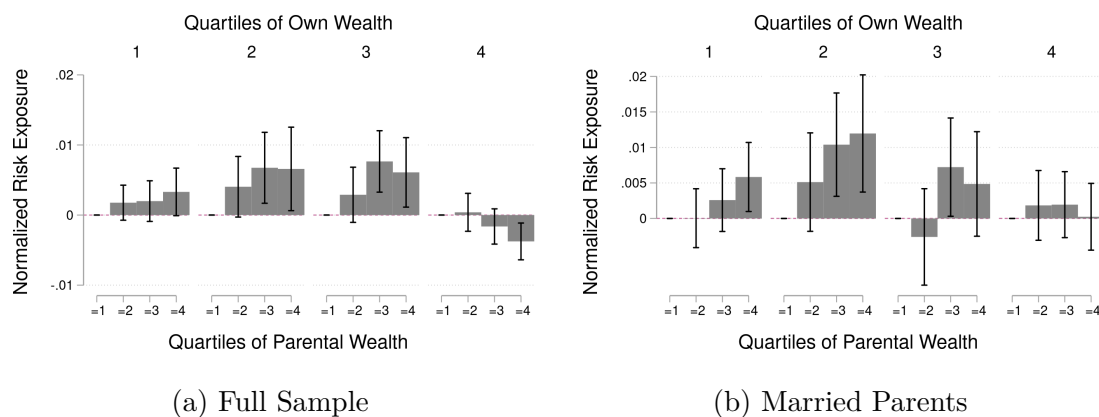 Quartiles of Own Wealth
1 2 3 4
Normalized Risk Exposure
.02
.01
0
-.01
=1 =2 =3 =4 =1 =2 =3 =4 =1 =2 =3 =4 =1 =2 =3 =4
Quartiles of Parental Wealth
(a) Full Sample
Quartiles of Own Wealth
1 2 3 4
Normalized Risk Exposure
.02
.015
.01
.005
0
=1 =2 =3 =4 =1 =2 =3 =4 =1 =2 =3 =4 =1 =2 =3 =4
Quartiles of Parental Wealth
(b) Married Parents